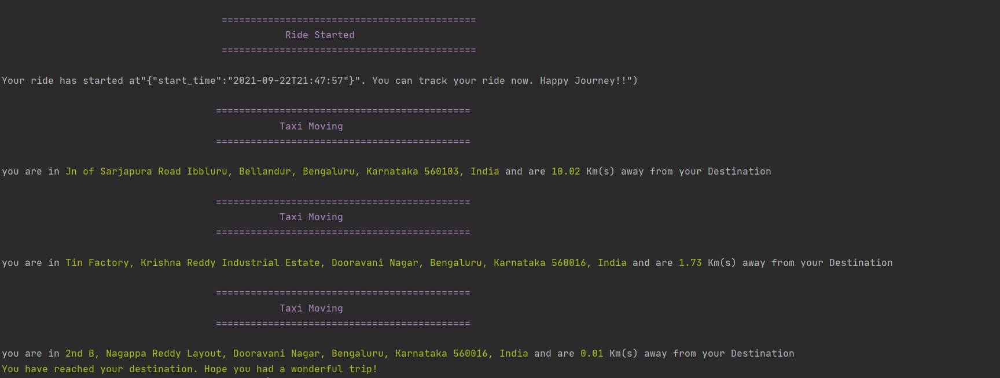 ============================================
Ride Started
============================================
Your ride has started at"{"start_time":"2021-09-22T21:47:57"}". You can track your ride now. Happy Journey!!")
============================================
Taxi Moving
============================================
you are in Jn of Sarjapura Road Ibbluru, Bellandur, Bengaluru, Karnataka 560103, India and are 10.02 Km(s) away from your Destination
============================================
Taxi Moving
============================================
you are in Tin Factory, Krishna Reddy Industrial Estate, Dooravani Nagar, Bengaluru, Karnataka 560016, India and are 1.73 Km(s) away from your Destination
============================================
Taxi Moving
============================================
you are in 2nd B, Nagappa Reddy Layout, Dooravani Nagar, Bengaluru, Karnataka 560016, India and are 0.01 Km(s) away from your Destination
You have reached your destination. Hope you had a wonderful trip!